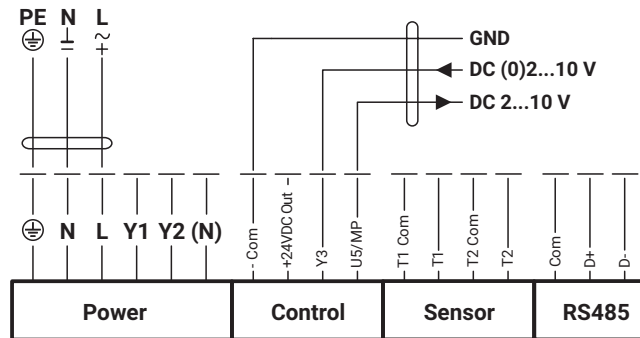 PE N L
GND
DC (0)2...10 V
DC 2...10 V
N L Y1 Y2 (N)
- Com
+24VDC Out -
Y3
U5/MP
T1 Com
T1
T2 Com
T2
Com
D+
D-
Power
Control
Sensor
RS485